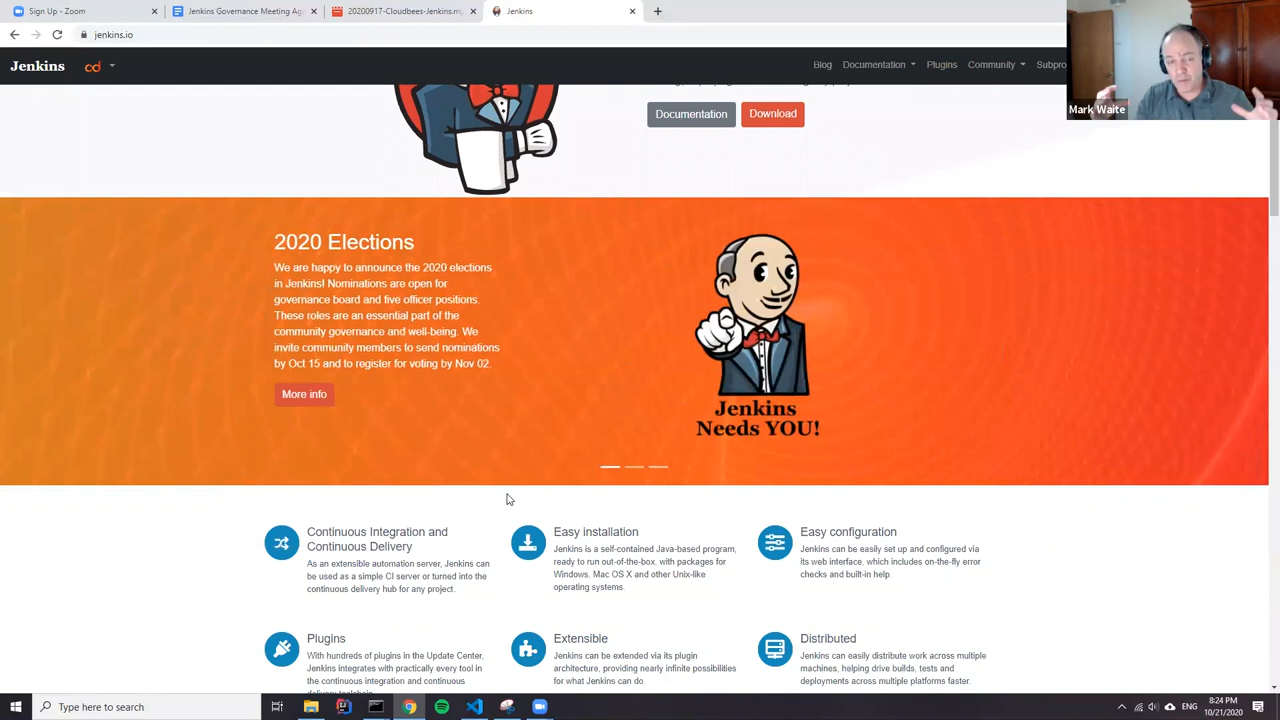 Sign Up - Zoom
Jenkins Governance Meeting Ag
20200917-Cloudbees-Jenkins.m
Jenkins
jenkins.io
Jenkins
cd
Blog
Documentation
Plugins
Community
Subpro
Mark Waite
Documentation
Download
2020 Elections
We are happy to announce the 2020 elections
in Jenkins! Nominations are open for
governance board and five officer positions.
These roles are an essential part of the
community governance and well-being. We
invite community members to send nominations
by Oct 15 and to register for voting by Nov 02.
More info
Jenkins
Needs YOU!
Continuous Integration and
Continuous Delivery
As an extensible automation server, Jenkins can
be used as a simple CI server or turned into the
continuous delivery hub for any project.
Easy installation
Jenkins is a self-contained Java-based program,
ready to run out-of-the-box, with packages for
Windows, Mac OS X and other Unix-like
operating systems.
Easy configuration
Jenkins can be easily set up and configured via
its web interface, which includes on-the-fly error
checks and built-in help.
Plugins
With hundreds of plugins in the Update Center,
Jenkins integrates with practically every tool in
the continuous integration and continuous
delivery toolchain.
Extensible
Jenkins can be extended via its plugin
architecture, providing nearly infinite possibilities
for what Jenkins can do.
Distributed
Jenkins can easily distribute work across multiple
machines, helping drive builds, tests and
deployments across multiple platforms faster.
Type here to search
ENG
8:24 PM
10/21/2020